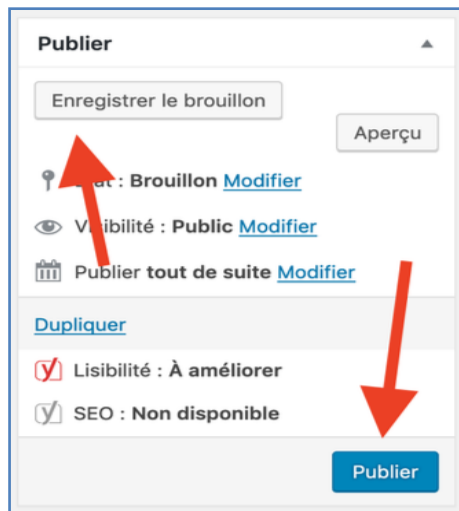 Publier
Enregistrer le brouillon
Aperçu
: Brouillon Modifier
Visibilité : Public Modifier
Publier tout de suite Modifier
Dupliquer
Lisibilité : À améliorer
SEO : Non disponible
Publier